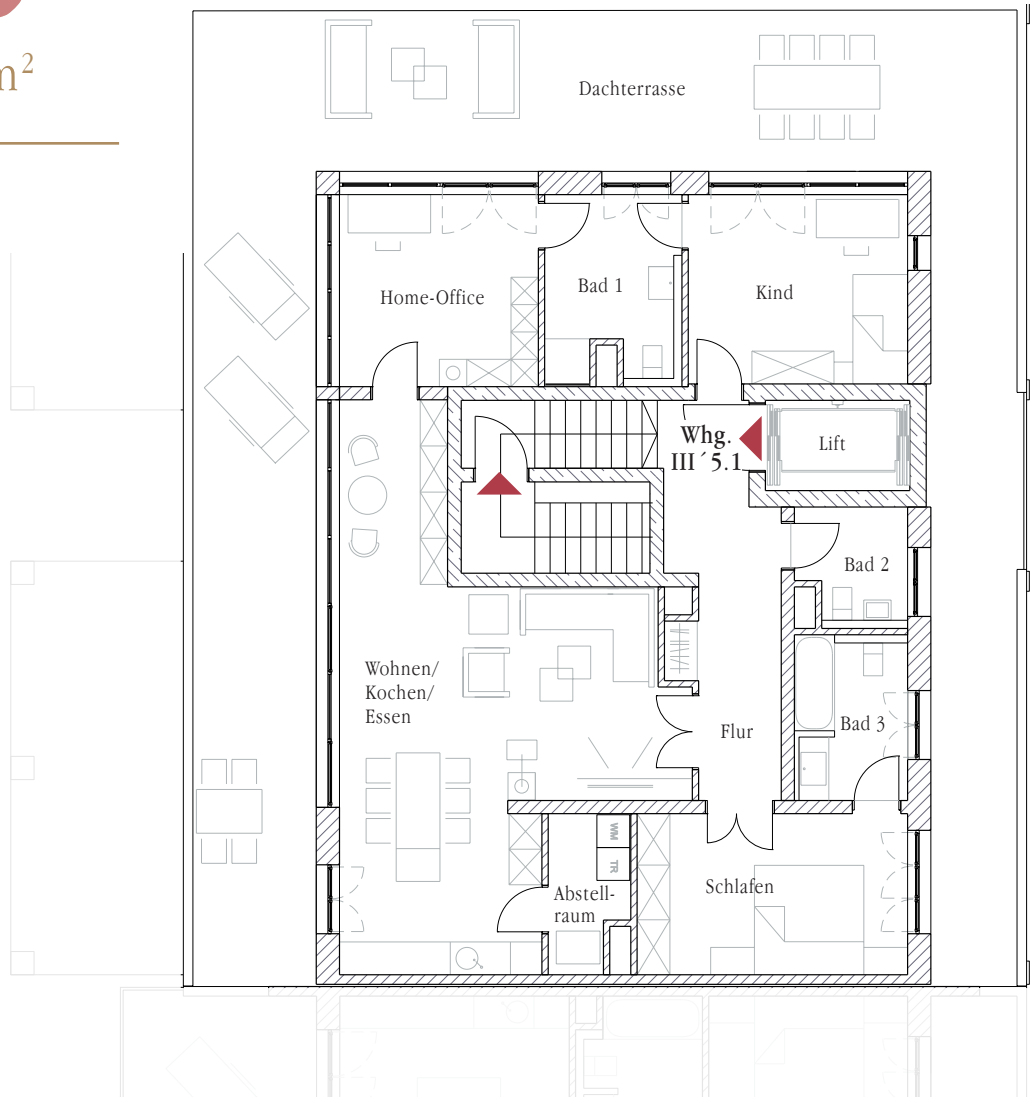 m²
Dachterrasse
Home-Office
Bad 1
Kind
Whg.
III ´5.1
Lift
Bad 2
Wohnen/
Kochen/
Essen
Flur
Bad 3
WM
TR
Abstell-
raum
Schlafen